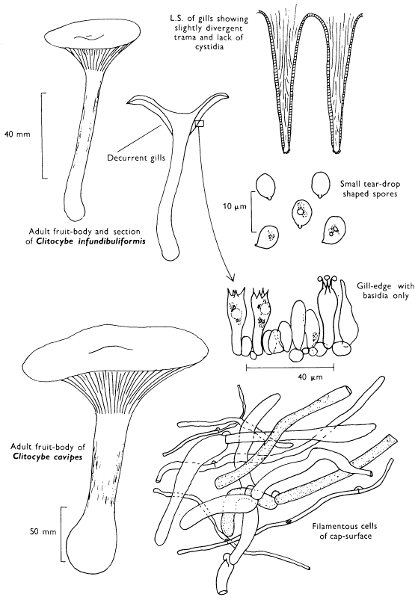 L.S. of gills showing
slightly divergent
trama and lack of
cystidia
40 mm
Decurrent gills
10 µm
Small tear-drop
shaped spores
Adult fruit-body and section
of Clitocybe infundibuliformis
Gill-edge with
basidia only
40 µm
Adult fruit-body of
Clitocybe cavipes
50 mm
Filamentous cells
of cap-surface